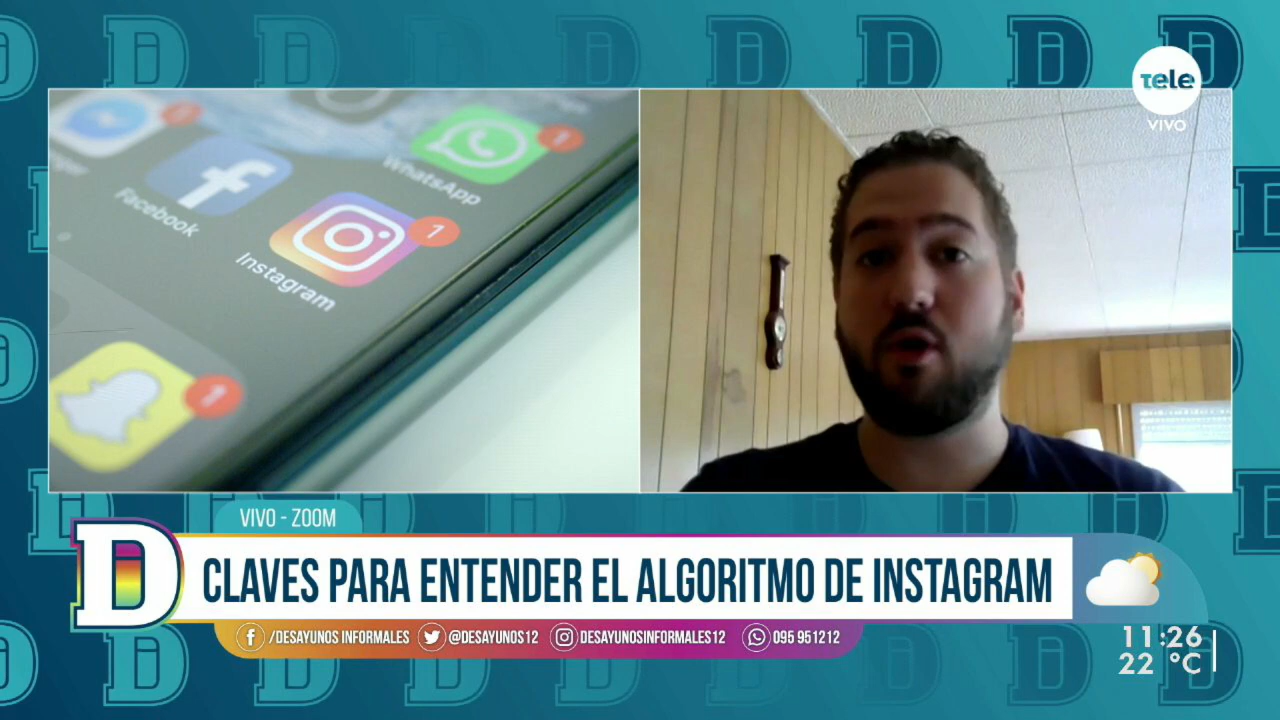 tele
VIVO
WhatsApp
1
Facebook
Instagram
1
1
VIVO - ZOOM
D
CLAVES PARA ENTENDER EL ALGORITMO DE INSTAGRAM
/DESAYUNOS INFORMALES @DESAYUNOS12 DESAYUNOSINFORMALES12 095 951212
11:26
22 °C